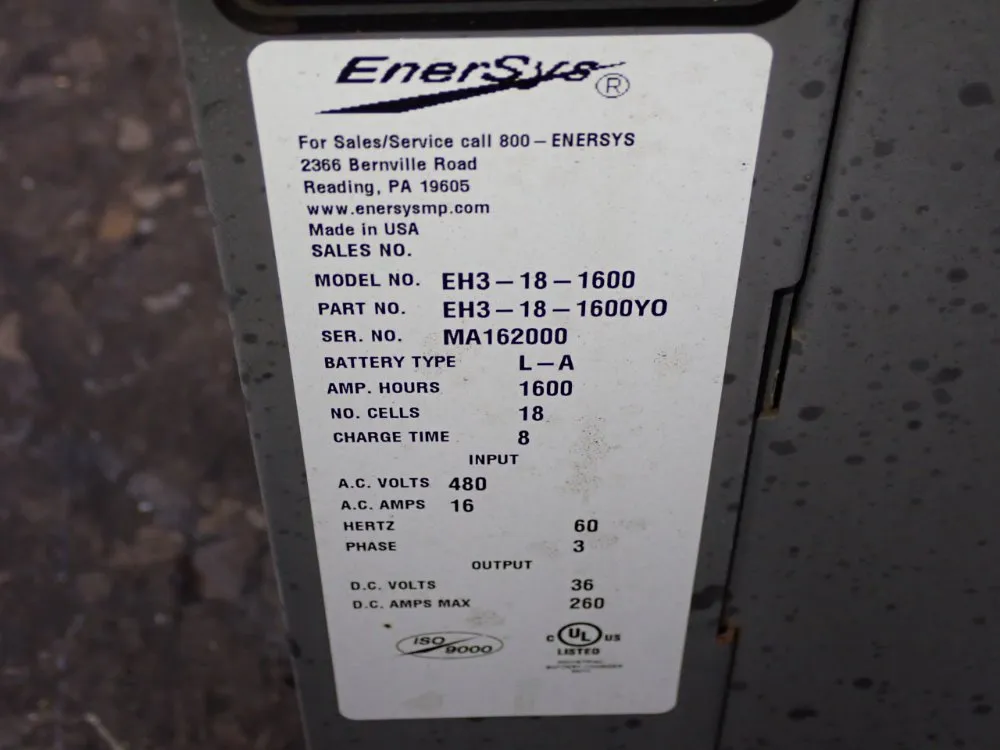 EnerSys®
For Sales/Service call 800-ENERSYS
2366 Bernville Road
Reading, PA 19605
www.enersysmp.com
Made in USA
SALES NO.
MODEL NO. EH3-18-1600
PART NO. EH3-18-1600YO
SER. NO. MA162000
BATTERY TYPE L-A
AMP. HOURS 1600
NO. CELLS 18
CHARGE TIME 8
INPUT
A.C. VOLTS 480
A.C. AMPS 16
HERTZ 60
PHASE 3
OUTPUT
D.C. VOLTS 36
D.C. AMPS MAX 260
ISO 9000
C UL US
LISTED